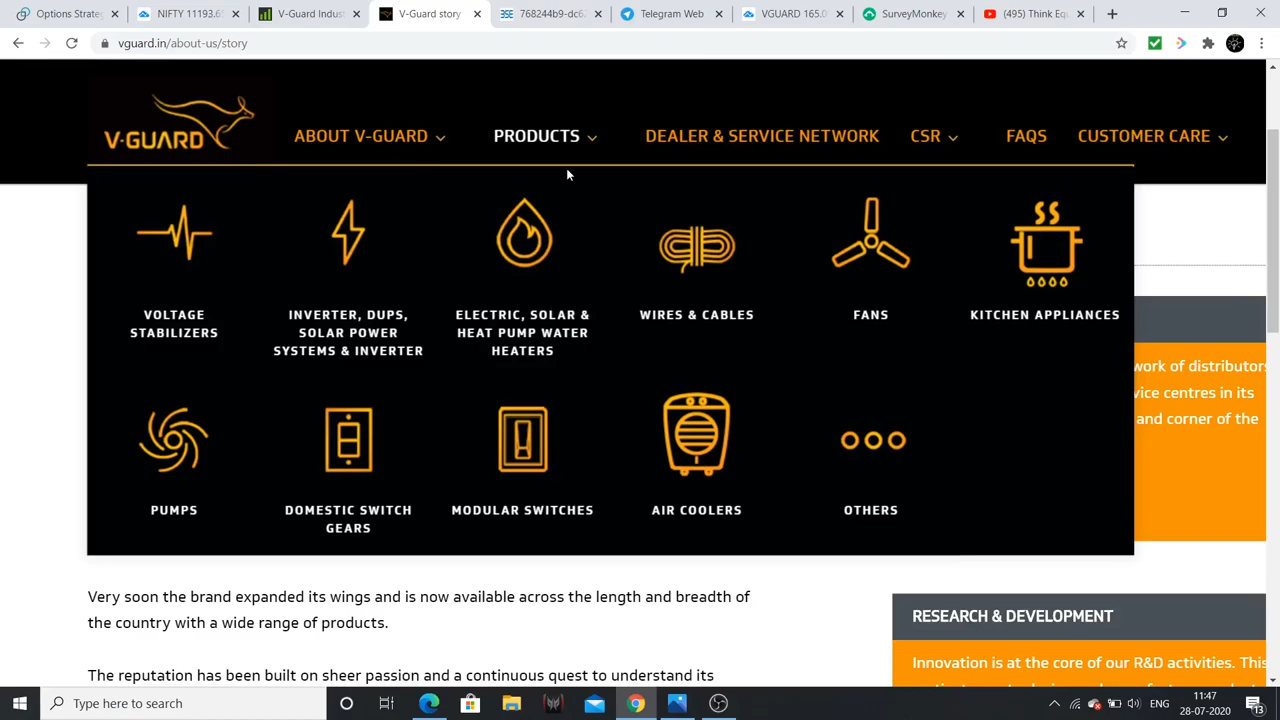 Options Strate
NIFTY 11193.65
V-Guard Indus
V-Guard story
768244b9-dc67
Telegram Web
VGUARD 165.0
SurveyMonkey
(495) Think Equ
vguard.in/about-us/story
V-GUARD
ABOUT V-GUARD
PRODUCTS
DEALER & SERVICE NETWORK
CSR
FAQS
CUSTOMER CARE
VOLTAGE
STABILIZERS
INVERTER, DUPS,
SOLAR POWER
SYSTEMS & INVERTER
ELECTRIC, SOLAR &
HEAT PUMP WATER
HEATERS
WIRES & CABLES
FANS
KITCHEN APPLIANCES
PUMPS
DOMESTIC SWITCH
GEARS
MODULAR SWITCHES
AIR COOLERS
OTHERS
work of distributors
vice centres in its
and corner of the
Very soon the brand expanded its wings and is now available across the length and breadth of
the country with a wide range of products.
The reputation has been built on sheer passion and a continuous quest to understand its
RESEARCH & DEVELOPMENT
Innovation is at the core of our R&D activities. This
Type here to search
ENG
11:47
28-07-2020
13